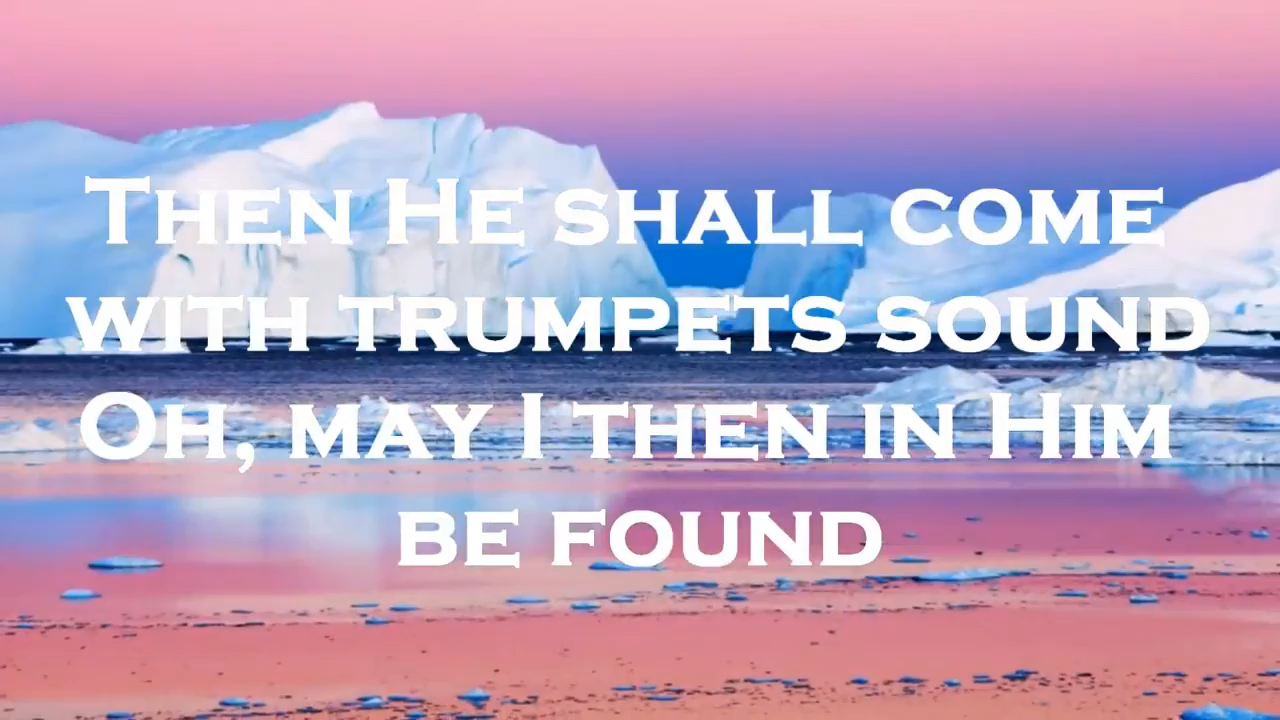 Then He shall come
with trumpets sound
Oh, may I then in Him
be found